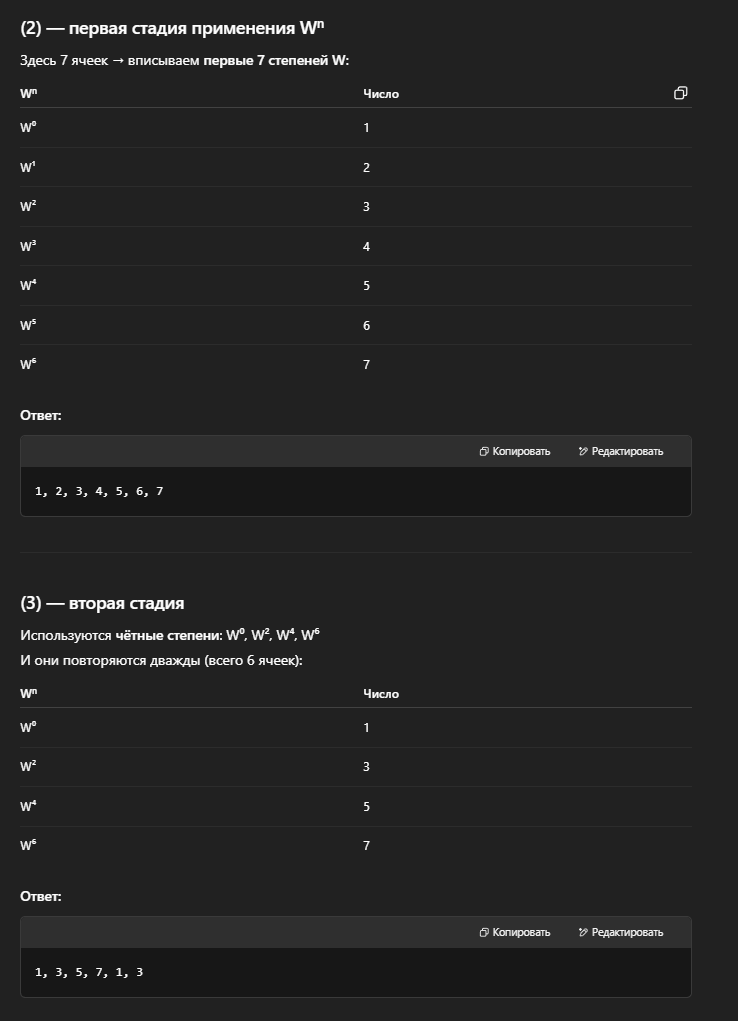 (2) — первая стадия применения Wⁿ
Здесь 7 ячеек → вписываем первые 7 степеней W:
Wⁿ Число
W⁰ 1
W¹ 2
W² 3
W³ 4
W⁴ 5
W⁵ 6
W⁶ 7
Ответ:
Копировать Редактировать
1, 2, 3, 4, 5, 6, 7
(3) — вторая стадия
Используются чётные степени: W⁰, W², W⁴, W⁶
И они повторяются дважды (всего 6 ячеек):
Wⁿ Число
W⁰ 1
W² 3
W⁴ 5
W⁶ 7
Ответ:
Копировать Редактировать
1, 3, 5, 7, 1, 3